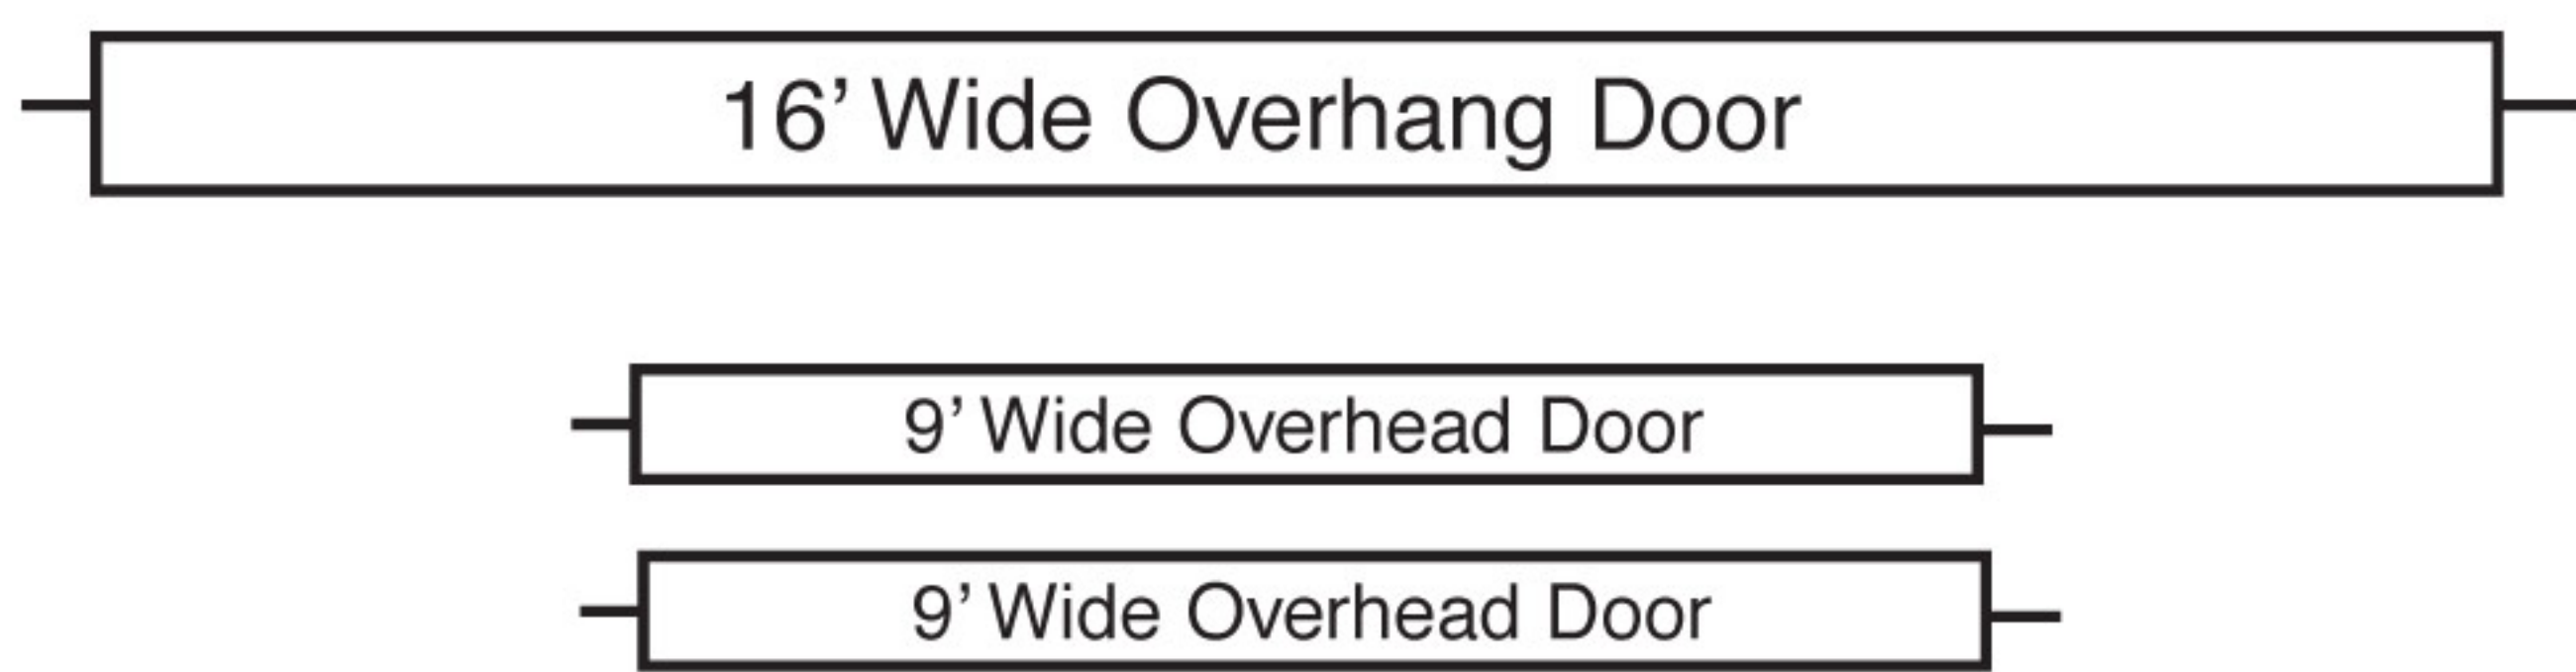 16’ Wide Overhang Door
9’ Wide Overhead Door
9’ Wide Overhead Door